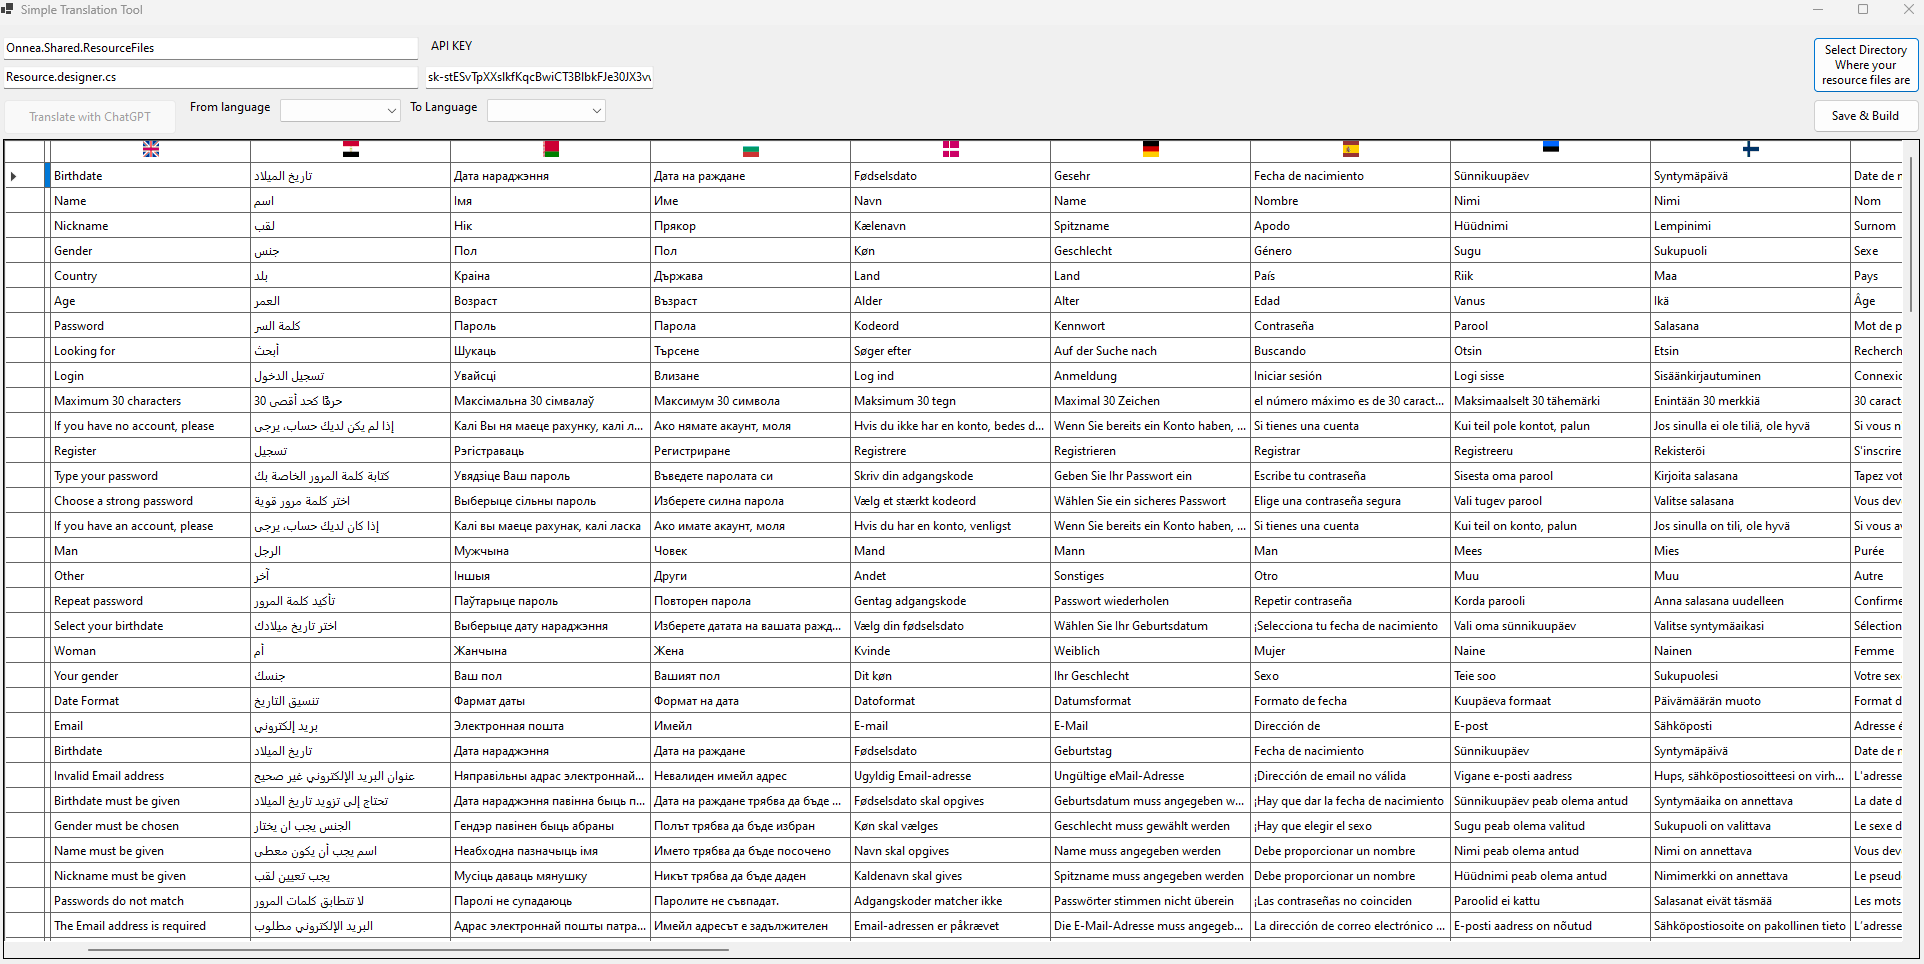 Simple Translation Tool
Onnea.Shared.ResourceFiles
API KEY
Select Directory
Where your
resource files are
Resource.designer.cs
Translate with ChatGPT
From language
To Language
Save & Build
Birthdate تاريخ الميلاد Дата нараджэння Дата на раждане Fødselsdato Gesehr Fecha de nacimiento Sünnikuupäev Syntymäpäivä Date de r
Name اسم Імя Име Navn Name Nombre Nimi Nimi Nom
Nickname لقب Нік Прякор Kælenavn Spitzname Apodo Hüüdnimi Lempinimi Surnom
Gender جنس Пол Пол Køn Geschlecht Género Sugu Sukupuoli Sexe
Country بلد Краіна Държава Land Land País Riik Maa Pays
Age العمر Возраст Възраст Alder Alter Edad Vanus Ikä Âge
Password كلمة السر Пароль Парола Kodeord Kennwort Contraseña Parool Salasana Mot de p
Looking for أبحث Шукаць Търсене Søger efter Auf der Suche nach Buscando Otsin Etsin Recherch
Login تسجيل الدخول Увайсці Влизане Log ind Anmeldung Iniciar sesión Logi sisse Sisäänkirjautuminen Connexic
Maximum 30 characters حرفًا كحد أقصى 30 Максімальна 30 сімвалаў Максимум 30 символа Maksimum 30 tegn Maximal 30 Zeichen el número máximo es de 30 caract... Maksimaalselt 30 tähemärki Enintään 30 merkkiä 30 caract
If you have no account, please إذا لم يكن لديك حساب، يرجى Калі Вы ня маеце рахунку, калі л... Ако нямате акаунт, моля Hvis du ikke har en konto, bedes d... Wenn Sie bereits ein Konto haben, ... Si tienes una cuenta Kui teil pole kontot, palun Jos sinulla ei ole tiliä, ole hyvä Si vous n
Register تسجيل Рэгістраваць Регистриране Registrere Registrieren Registrar Registreeru Rekisteröi S'inscrire
Type your password كتابة كلمة المرور الخاصة بك Увядзіце Ваш пароль Въведете паролата си Skriv din adgangskode Geben Sie Ihr Passwort ein Escribe tu contraseña Sisesta oma parool Kirjoita salasana Tapez vot
Choose a strong password اختر كلمة مرور قوية Выберыце сільны пароль Изберете силна парола Vælg et stærkt kodeord Wählen Sie ein sicheres Passwort Elige una contraseña segura Vali tugev parool Valitse salasana Vous dev
If you have an account, please إذا كان لديك حساب، يرجى Калі вы маеце рахунак, калі ласка Ако имате акаунт, моля Hvis du har en konto, venligst Wenn Sie bereits ein Konto haben, ... Si tienes una cuenta Kui teil on konto, palun Jos sinulla on tili, ole hyvä Si vous a
Man الرجل Мужчына Човек Mand Mann Man Mees Mies Purée
Other آخر Іншыя Други Andet Sonstiges Otro Muu Muu Autre
Repeat password تأكيد كلمة المرور Паўтарыце пароль Повторен парола Gentag adgangskode Passwort wiederholen Repetir contraseña Korda parooli Anna salasana uudelleen Confirme
Select your birthdate اختر تاريخ ميلادك Выберыце дату нараджэння Изберете датата на вашата ражд... Vælg din fødselsdato Wählen Sie Ihr Geburtsdatum ¡Selecciona tu fecha de nacimiento Vali oma sünnikuupäev Valitse syntymäaikasi Sélection
Woman أم Жанчына Жена Kvinde Weiblich Mujer Naine Nainen Femme
Your gender جنسك Ваш пол Вашият пол Dit køn Ihr Geschlecht Sexo Teie soo Sukupuolesi Votre sex
Date Format تنسيق التاريخ Фармат даты Формат на дата Datoformat Datumsformat Formato de fecha Kuupäeva formaat Päivämäärän muoto Format d
Email بريد إلكتروني Электронная пошта Имейл E-mail E-Mail Dirección de E-post Sähköposti Adresse é
Birthdate تاريخ الميلاد Дата нараджэння Дата на раждане Fødselsdato Geburtstag Fecha de nacimiento Sünnikuupäev Syntymäpäivä Date de r
Invalid Email address عنوان البريد الإلكتروني غير صحيح Няправільны адрас электроннай... Невалиден имейл адрес Ugyldig Email-adresse Ungültige eMail-Adresse ¡Dirección de email no válida Vigane e-posti aadress Hups, sähköpostiosoitteesi on virh... L'adresse
Birthdate must be given تحتاج إلى تزويد تاريخ الميلاد Дата нараджэння павінна быць п... Дата на раждане трябва да бъде ... Fødselsdato skal opgives Geburtsdatum muss angegeben w... ¡Hay que dar la fecha de nacimiento Sünnikuupäev peab olema antud Syntymäaika on annettava La date d
Gender must be chosen الجنس يجب ان يختار Гендэр павінен быць абраны Полът трябва да бъде избран Køn skal vælges Geschlecht muss gewählt werden ¡Hay que elegir el sexo Sugu peab olema valitud Sukupuoli on valittava Le sexe d
Name must be given اسم يجب أن يكون معطى Неабходна пазначыць імя Името трябва да бъде посочено Navn skal opgives Name muss angegeben werden Debe proporcionar un nombre Nimi peab olema antud Nimi on annettava Vous dev
Nickname must be given يجب تعيين لقب Мусіць даваць мянушку Никът трябва да бъде даден Kaldenavn skal gives Spitzname muss angegeben werden Debe proporcionar un nombre Hüüdnimi peab olema antud Nimimerkki on annettava Le pseud
Passwords do not match لا تتطابق كلمات المرور Паролі не супадаюць Паролите не съвпадат. Adgangskoder matcher ikke Passwörter stimmen nicht überein ¡Las contraseñas no coinciden Paroolid ei kattu Salasanat eivät täsmää Les mots
The Email address is required البريد الإلكتروني مطلوب Адрас электроннай пошты патра... Имейл адресът е задължителен Email-adressen er påkrævet Die E-Mail-Adresse muss angegeb... La dirección de correo electrónico ... E-posti aadress on nõutud Sähköpostiosoite on pakollinen tieto L'adresse